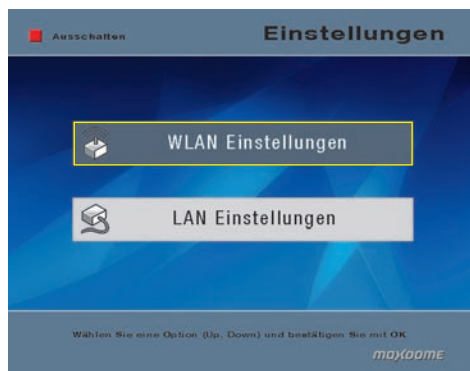 Ausschalten
Einstellungen
WLAN Einstellungen
LAN Einstellungen
Wählen Sie eine Option (Up, Down) und bestätigen Sie mit OK
maxdome